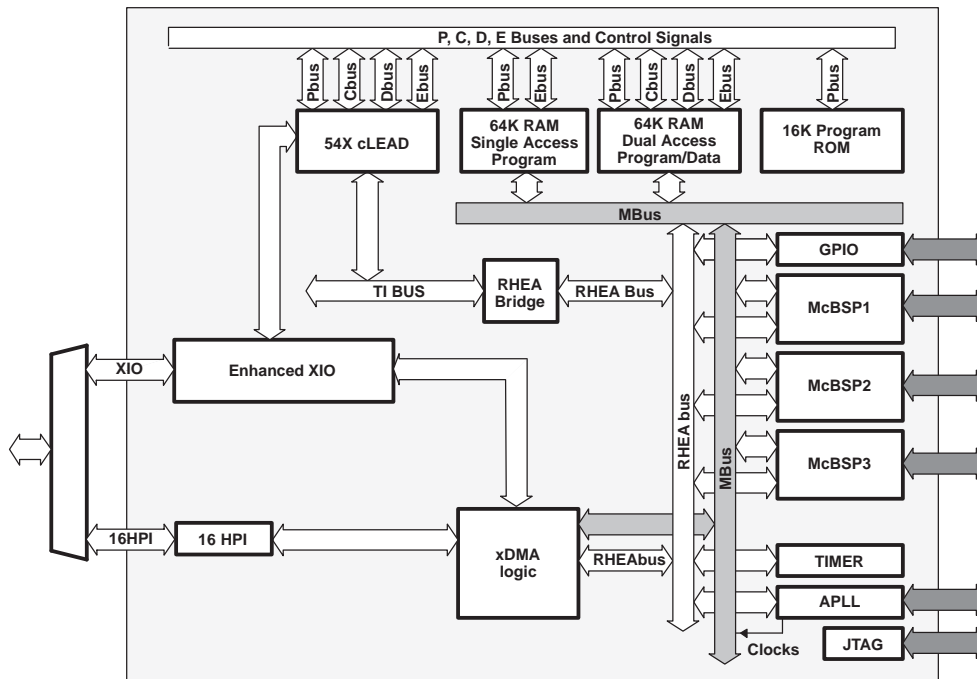 P, C, D, E Buses and Control Signals
Pbus
Cbus
Dbus
Ebus
Pbus
Ebus
Pbus
Cbus
Dbus
Ebus
Pbus
54X cLEAD
64K RAM
Single Access
Program
64K RAM
Dual Access
Program/Data
16K Program
ROM
MBus
GPIO
TI BUS
RHEA
Bridge
RHEA Bus
McBSP1
XIO
Enhanced XIO
McBSP2
RHEA bus
MBus
McBSP3
16HPI
16 HPI
xDMA
logic
RHEAbus
TIMER
APLL
Clocks
JTAG